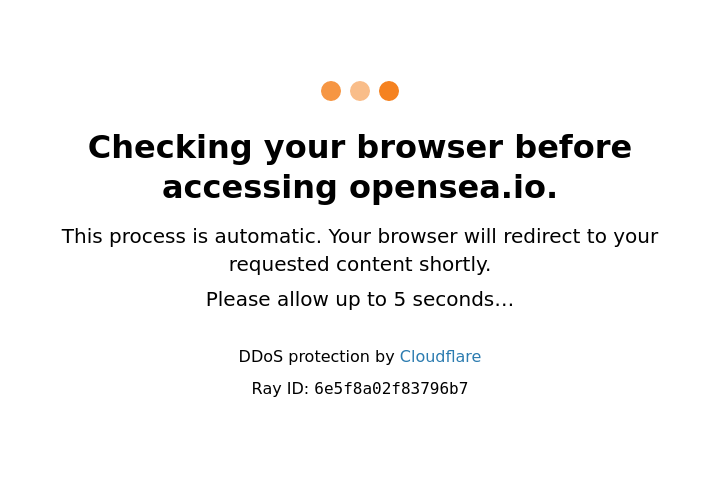 Checking your browser before
accessing opensea.io.
This process is automatic. Your browser will redirect to your
requested content shortly.
Please allow up to 5 seconds…
DDoS protection by Cloudflare
Ray ID: 6e5f8a02f83796b7